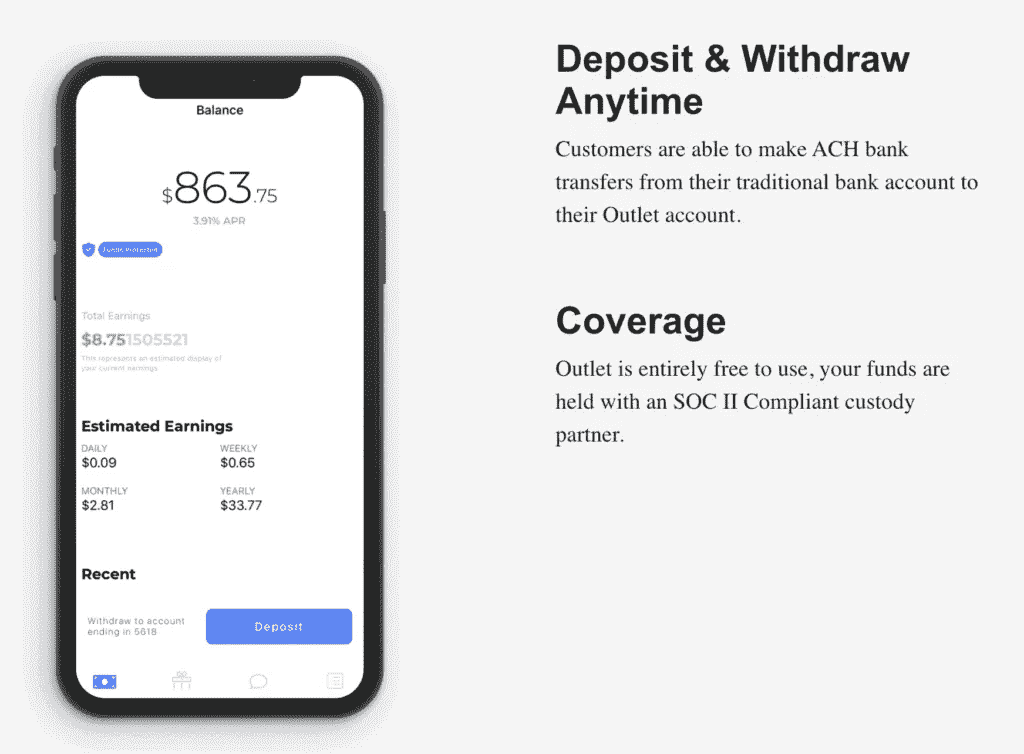 Balance
$863.75
3.91% APR
Funds Protected
Total Earnings
$8.751505521
This represents an estimated display of
your current earnings
Estimated Earnings
DAILY
$0.09
WEEKLY
$0.65
MONTHLY
$2.81
YEARLY
$33.77
Recent
Withdraw to account
ending in 5618
Deposit
Deposit & Withdraw
Anytime
Customers are able to make ACH bank
transfers from their traditional bank account to
their Outlet account.
Coverage
Outlet is entirely free to use, your funds are
held with an SOC II Compliant custody
partner.